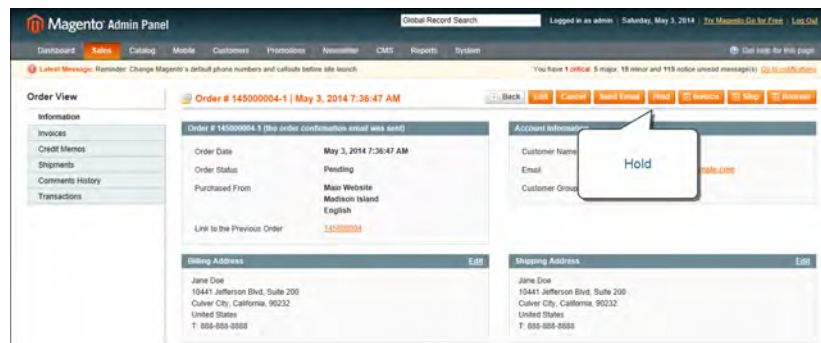 Magento Admin Panel
Global Record Search
Logged in as admin | Saturday, May 3, 2014 | Try Magento Go for Free | Log Out
Dashboard Sales Catalog Mobile Customers Promotions Newsletter CMS Reports System
Get help for this page
Latest Message: Reminder: Change Magento's default phone numbers and callouts before site launch
You have 1 critical, 5 major, 19 minor and 119 notice unread message(s). Go to notifications
Order View
Information
Invoices
Credit Memos
Shipments
Comments History
Transactions
Order # 145000004-1 | May 3, 2014 7:36:47 AM
Back Edit Cancel Send Email Hold Invoice Ship Reorder
Order # 145000004-1 (the order confirmation email was sent)
Order Date May 3, 2014 7:36:47 AM
Order Status Pending
Purchased From Main Website
Madison Island
English
Link to the Previous Order 145000004
Account Information
Customer Name
Email
Customer Group
Hold
Billing Address Edit
Jane Doe
10441 Jefferson Blvd, Suite 200
Culver City, California, 90232
United States
T: 888-888-8888
Shipping Address Edit
Jane Doe
10441 Jefferson Blvd, Suite 200
Culver City, California, 90232
United States
T: 888-888-8888